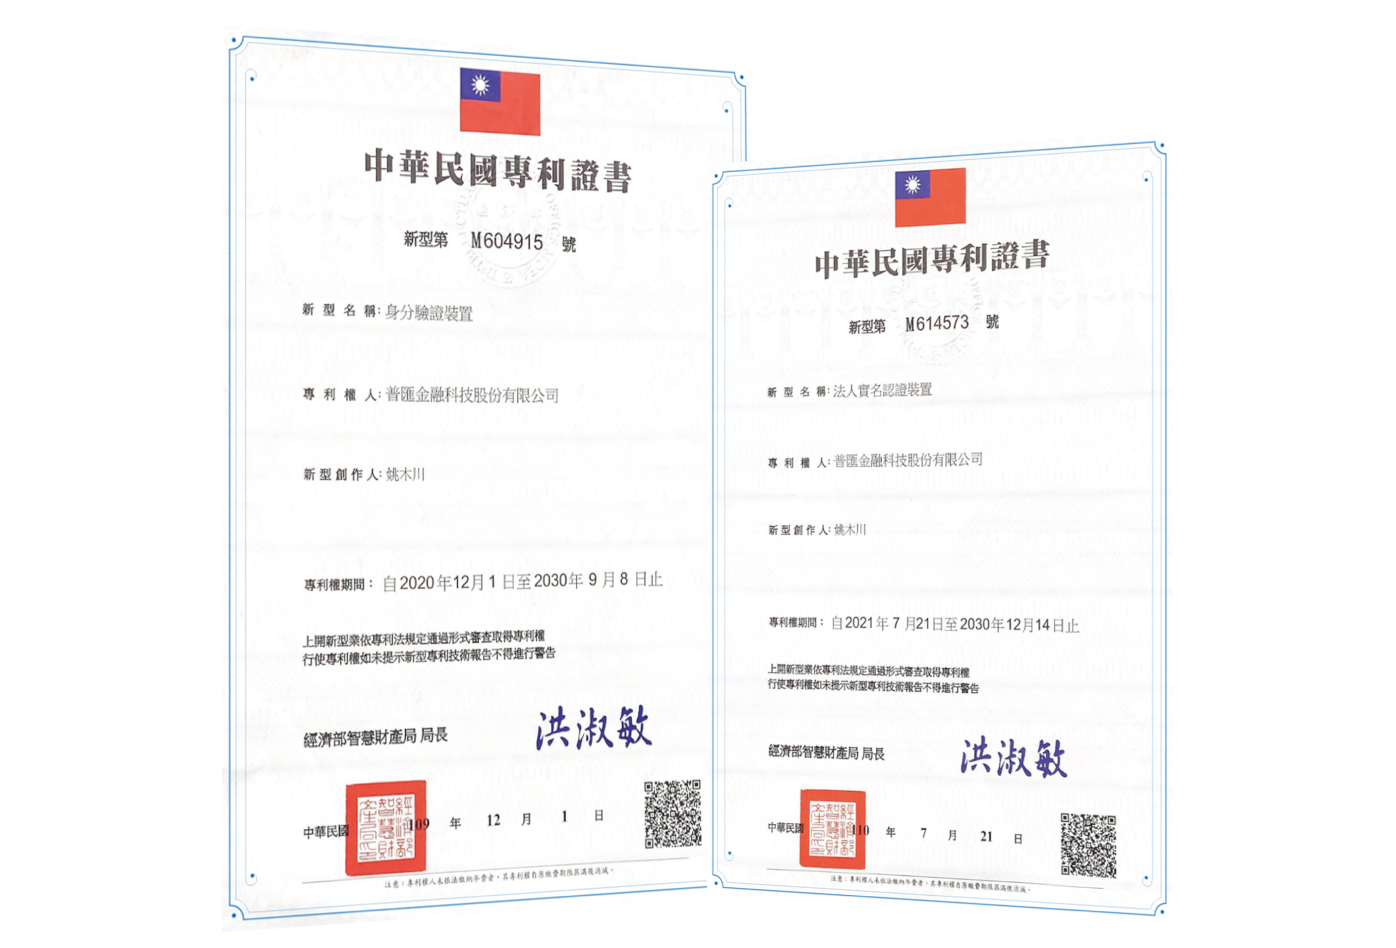 中華民國專利證書
新型第 M604915 號
新型名稱：身分驗證裝置
專利權人：普匯金融科技股份有限公司
新型創作人：姚木川
專利權期間： 自2020年12月1日至2030年9月8日止
上開新型業依專利法規定通過形式審查取得專利權
行使專利權如未提示新型專利技術報告不得進行警告
經濟部智慧財產局 局長 洪淑敏
中華民國 109 年 12 月 1 日
注意：專利權人未依法繳納年費者，其專利權自原繳費期限屆滿後消滅。
中華民國專利證書
新型第 M614573 號
新型名稱：法人實名認證裝置
專利權人：普匯金融科技股份有限公司
新型創作人：姚木川
專利權期間： 自2021年7月21日至2030年12月14日止
上開新型業依專利法規定通過形式審查取得專利權
行使專利權如未提示新型專利技術報告不得進行警告
經濟部智慧財產局 局長 洪淑敏
中華民國 110 年 7 月 21 日
注意：專利權人未依法繳納年費者，其專利權自原繳費期限屆滿後消滅。